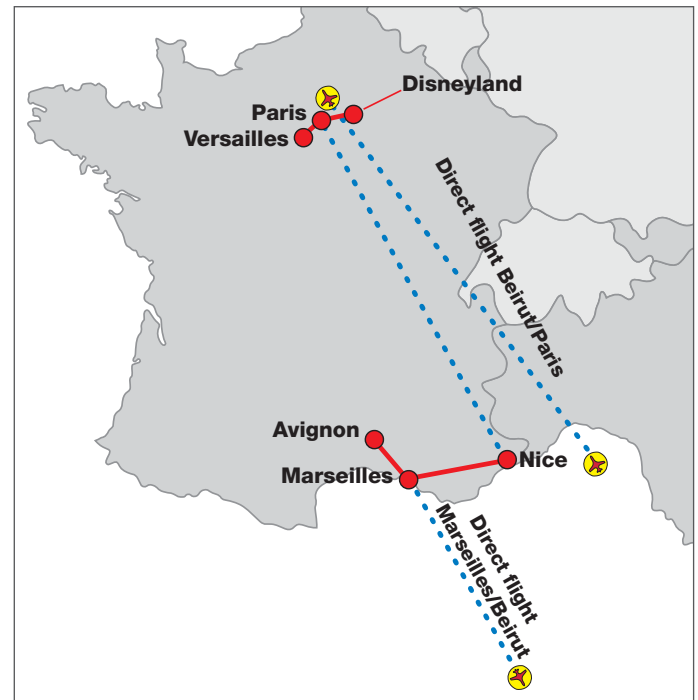 Disneyland
Paris
Versailles
Direct flight Beirut/Paris
Avignon
Nice
Marseilles
Direct flight
Marseilles/Beirut